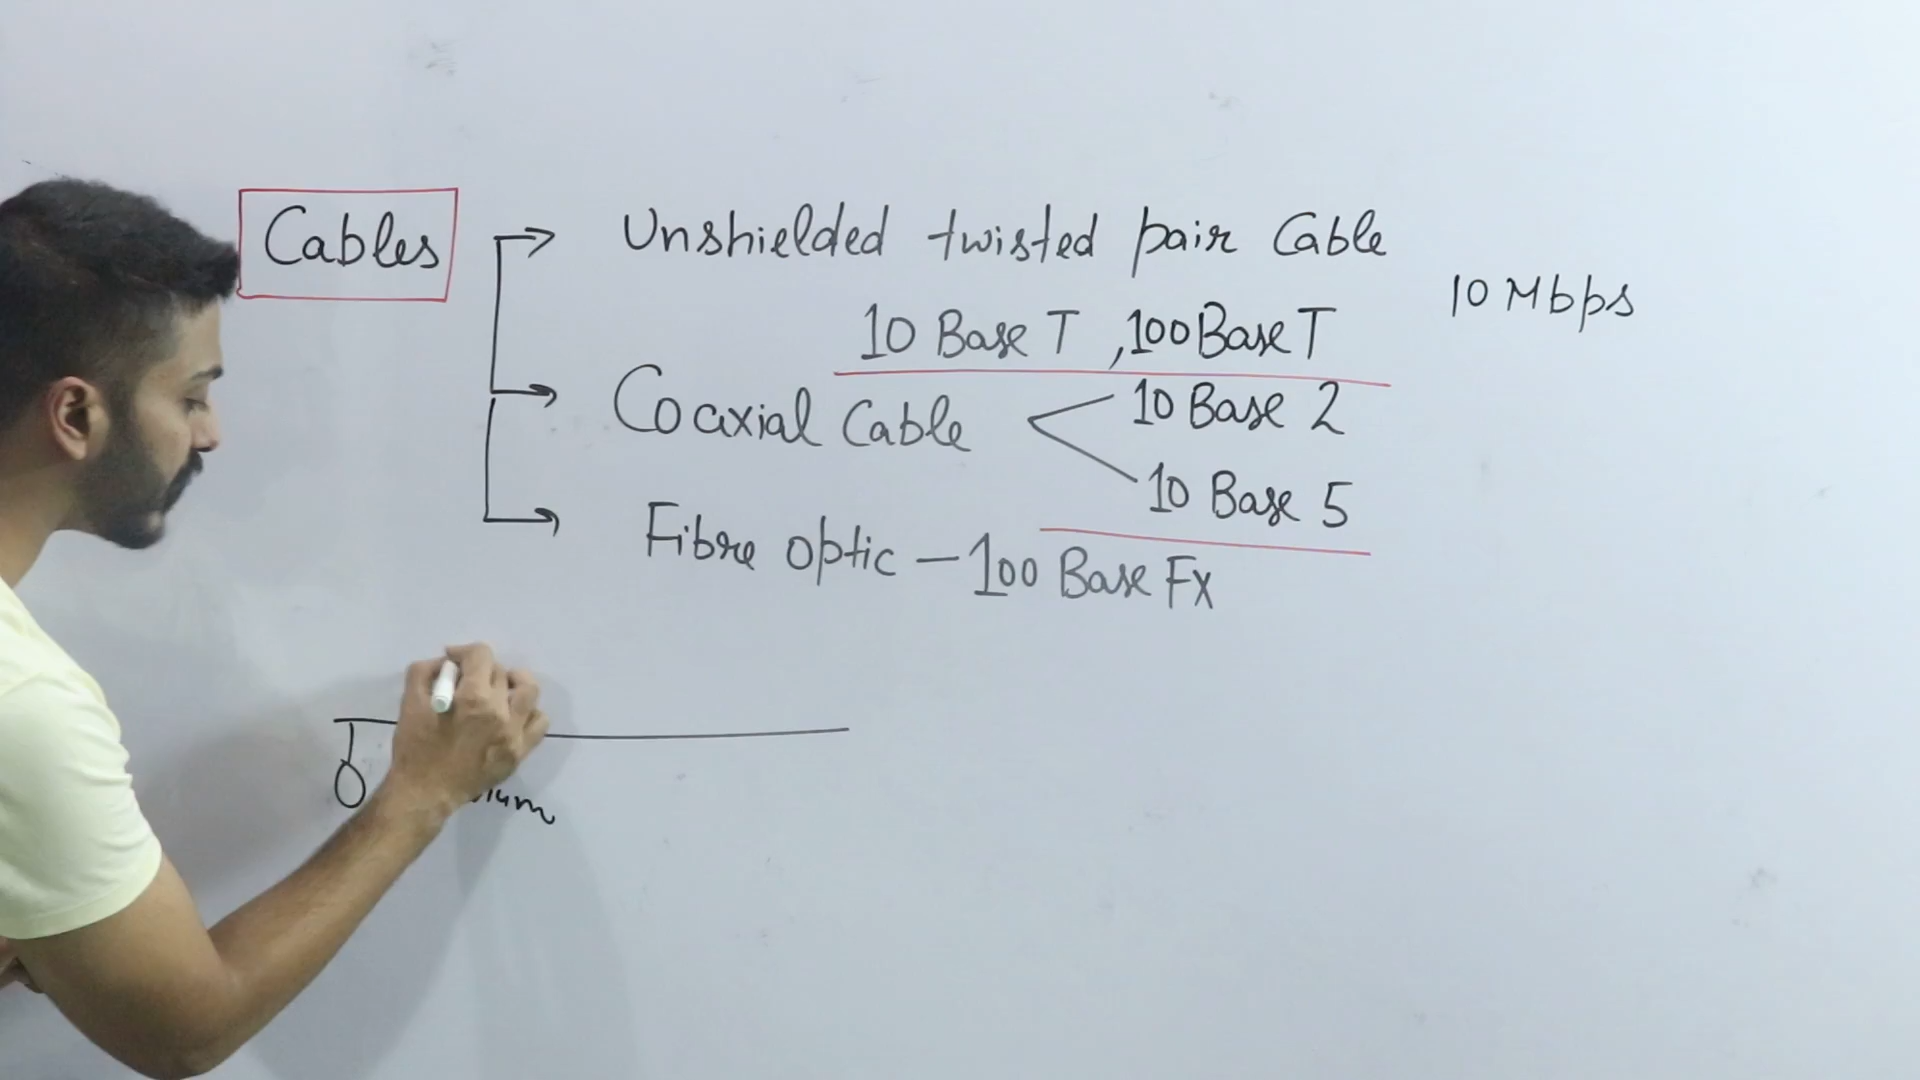 Cables
Unshielded twisted pair Cable
10 Mbps
10 Base T , 100 Base T
Coaxial Cable
10 Base 2
10 Base 5
Fibre optic - 100 Base Fx